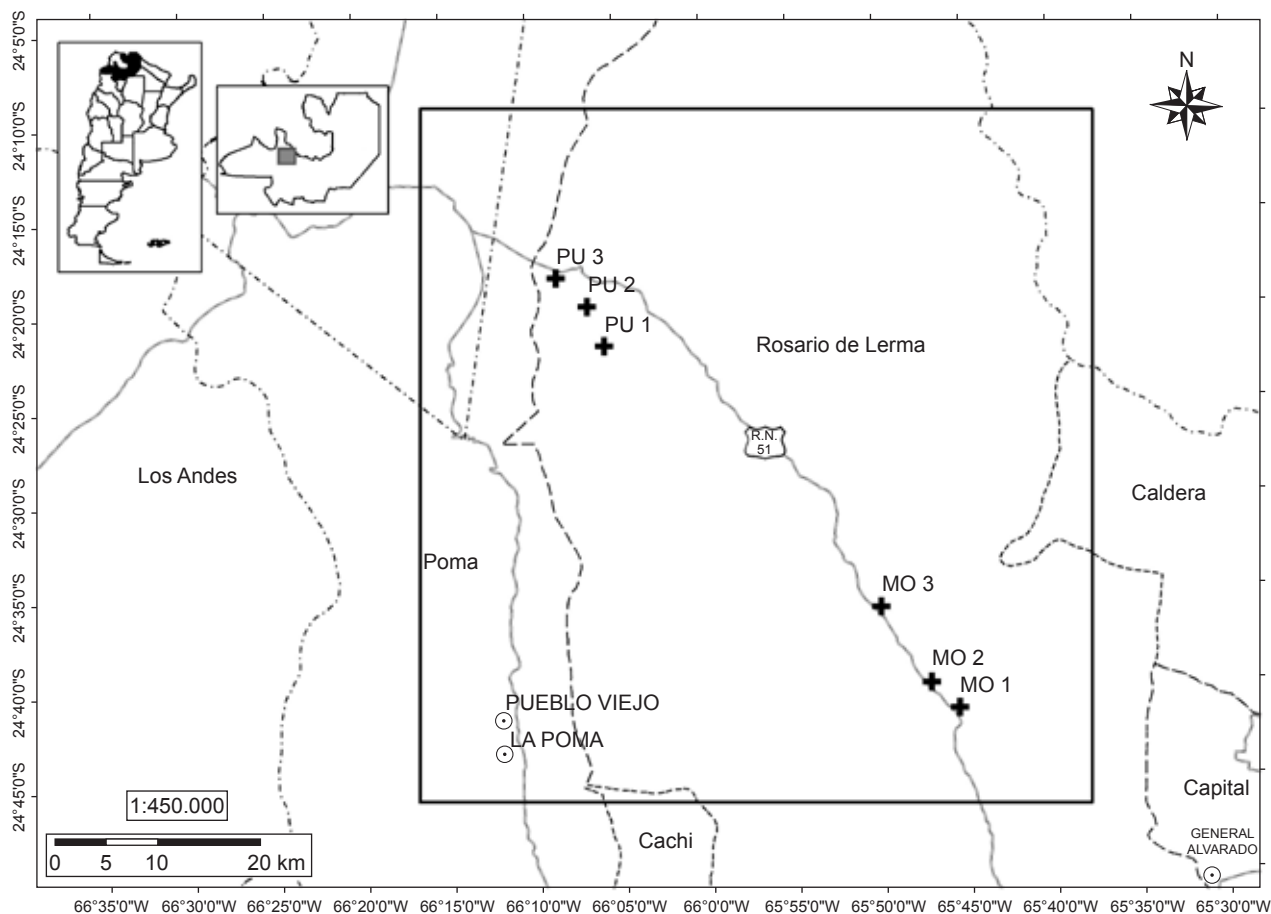 24°5'0"S
24°10'0"S
24°15'0"S
24°20'0"S
24°25'0"S
24°30'0"S
24°35'0"S
24°40'0"S
24°45'0"S
N
PU 3
PU 2
PU 1
Rosario de Lerma
R.N.
51
Los Andes
Caldera
Poma
MO 3
MO 2
MO 1
PUEBLO VIEJO
LA POMA
Capital
1:450.000
Cachi
GENERAL
ALVARADO
0 5 10 20 km
66°35'0"W 66°30'0"W 66°25'0"W 66°20'0"W 66°15'0"W 66°10'0"W 66°05'0"W 66°00'0"W 65°55'0"W 65°50'0"W 65°45'0"W 65°40'0"W 65°35'0"W 65°30'0"W